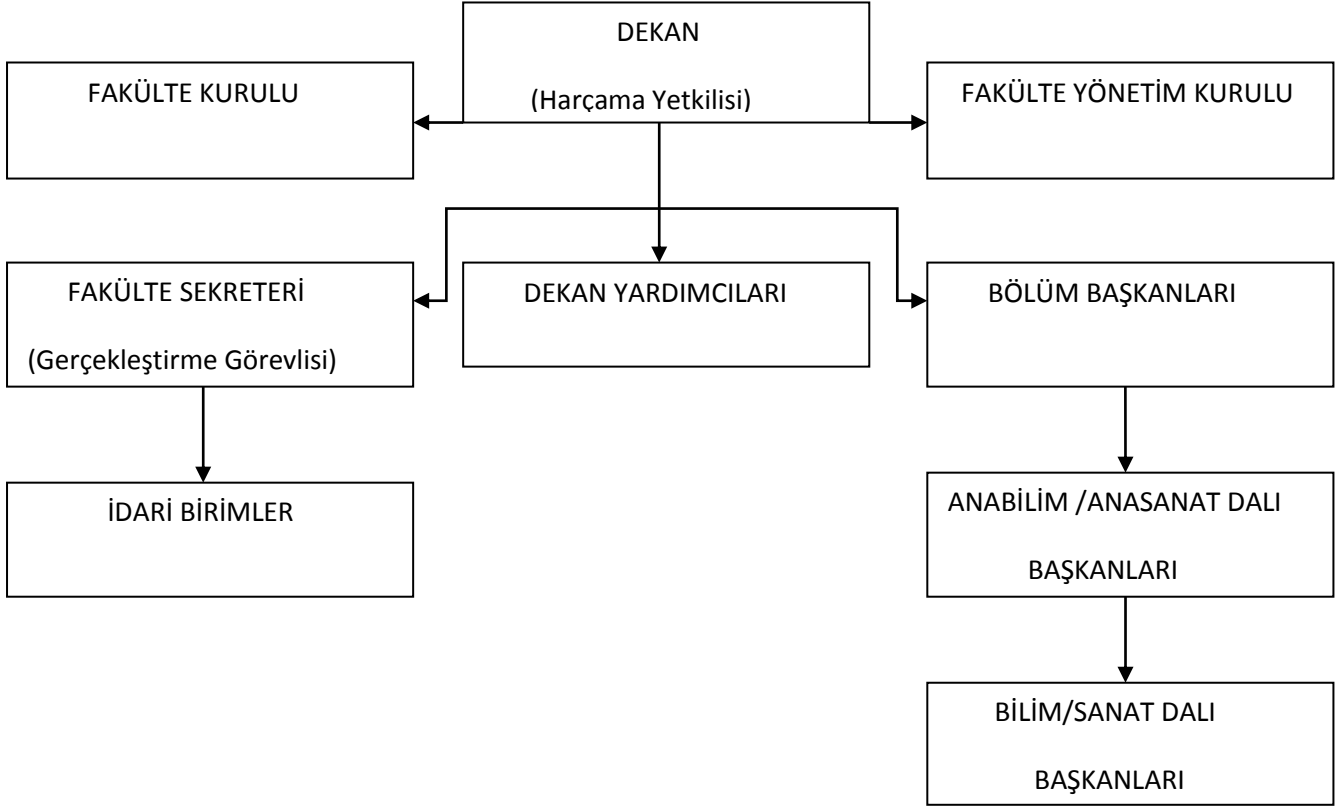 DEKAN
(Harçama Yetkilisi)
FAKÜLTE KURULU
FAKÜLTE YÖNETİM KURULU
FAKÜLTE SEKRETERİ
(Gerçekleştirme Görevlisi)
DEKAN YARDIMCILARI
BÖLÜM BAŞKANLARI
İDARİ BİRİMLER
ANABİLİM /ANASANAT DALI
BAŞKANLARI
BİLİM/SANAT DALI
BAŞKANLARI